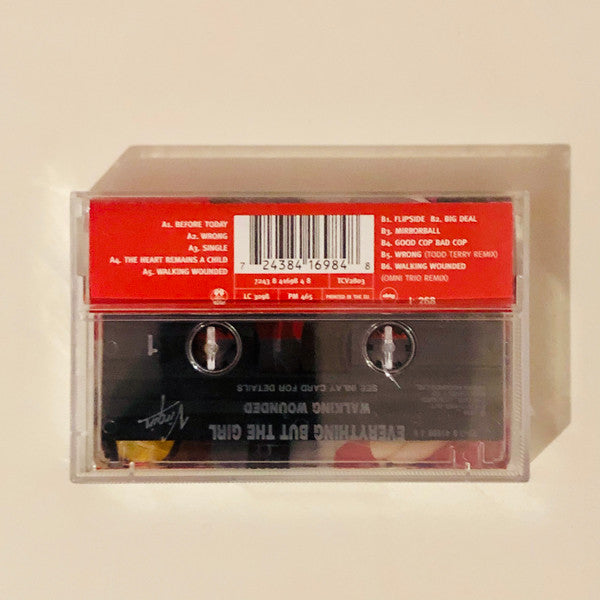 A1. BEFORE TODAY
A2. WRONG
A3. SINGLE
A4. THE HEART REMAINS A CHILD
A5. WALKING WOUNDED
7 24384 16984 8
7243 8 41698 4 8
TCV2803
LC 3098
PM 465
PRINTED IN THE EU
B1. FLIPSIDE B2. BIG DEAL
B3. MIRRORBALL
B4. GOOD COP BAD COP
B5. WRONG (TODD TERRY REMIX)
B6. WALKING WOUNDED
(OMNI TRIO REMIX)
1
SEE INLAY CARD FOR DETAILS
WALKING WOUNDED
EVERYTHING BUT THE GIRL
Virgin